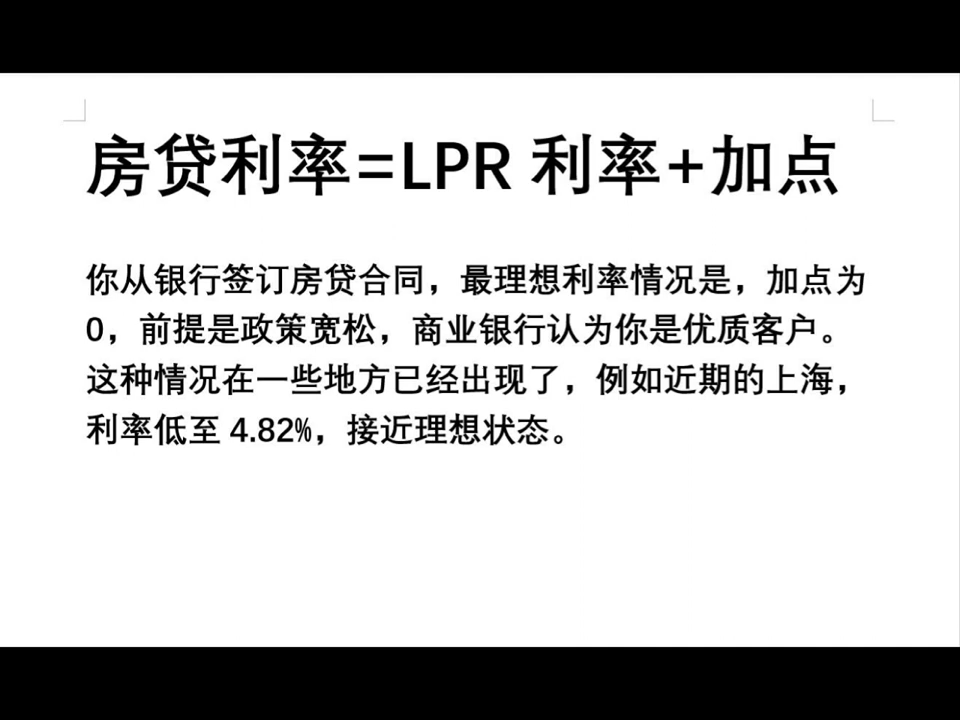 房贷利率=LPR 利率+加点
你从银行签订房贷合同，最理想利率情况是，加点为
0，前提是政策宽松，商业银行认为你是优质客户。
这种情况在一些地方已经出现了，例如近期的上海，
利率低至 4.82%，接近理想状态。